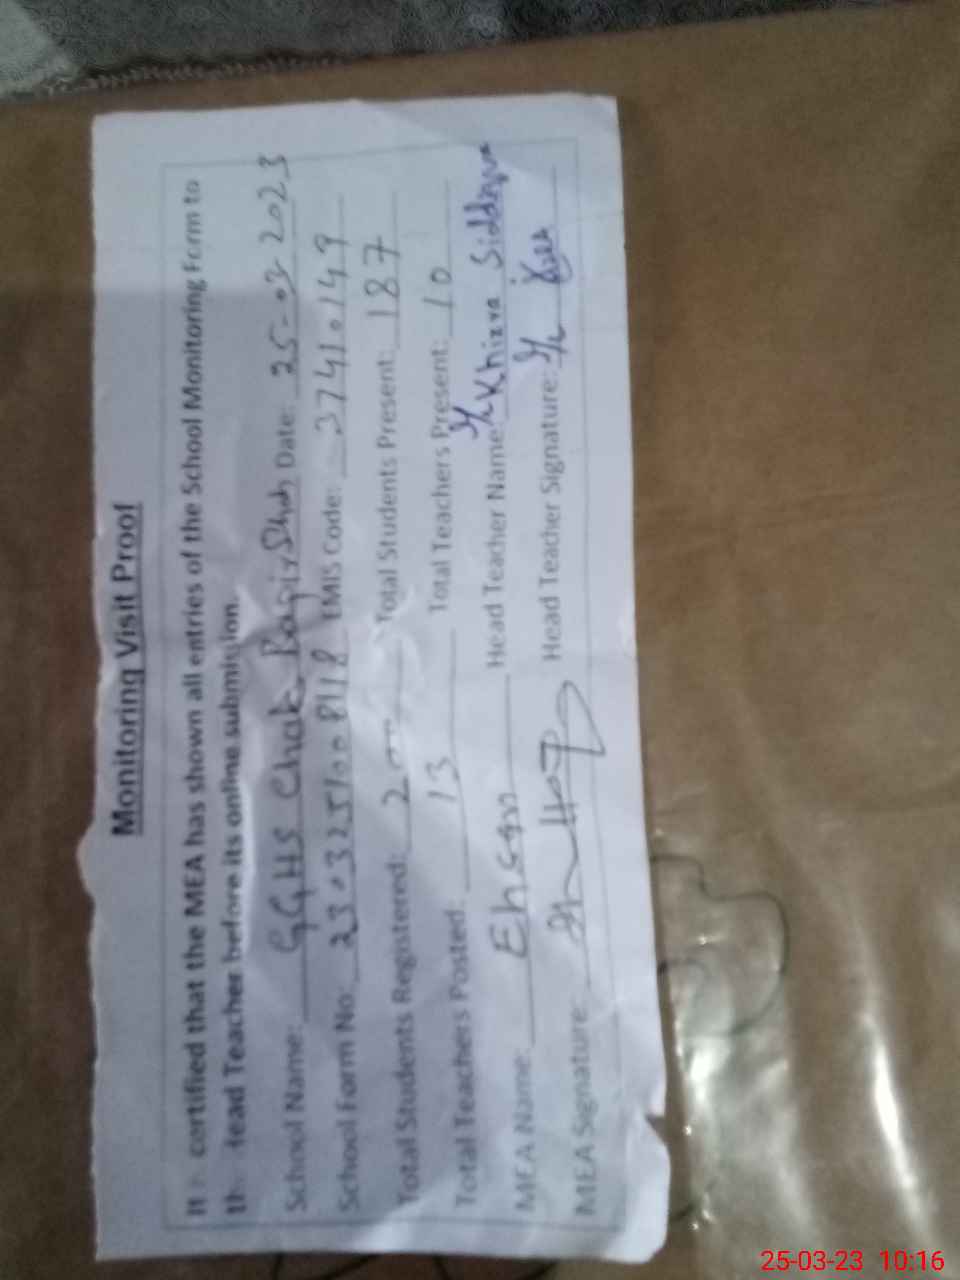 Monitoring Visit Proof
It is certified that the MEA has shown all entries of the School Monitoring Form to
the Head Teacher before its online submission.
School Name: GGHS Chak Date: 25-03-2023
School Form No: EMIS Code: 37410149
Total Students Registered: Total Students Present: 187
Total Teachers Posted: 13 Total Teachers Present: 10
MEA Name: Ehsan Head Teacher Name: Khizra
MEA Signature: Head Teacher Signature:
25-03-23 10:16